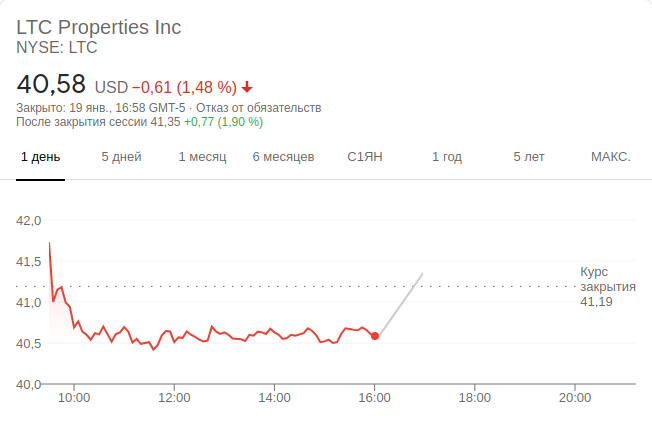 LTC Properties Inc
NYSE: LTC
40,58 USD −0,61 (1,48 %)
Закрыто: 19 янв., 16:58 GMT-5 · Отказ от обязательств
После закрытия сессии 41,35 +0,77 (1,90 %)
1 день 5 дней 1 месяц 6 месяцев С1ЯН 1 год 5 лет МАКС.
42,0
41,5
41,0
40,5
40,0
Курс
закрытия
41,19
10:00 12:00 14:00 16:00 18:00 20:00